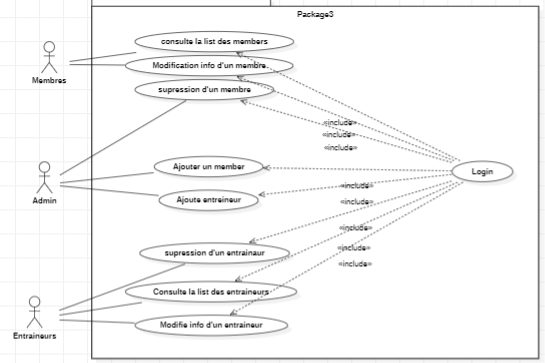 Package3
consulte la list des members
Modification info d'un membre
supression d'un membre
Membres
«include»
«include»
«include»
Ajouter un member
Login
Admin
Ajoute entreineur
«include»
«include»
«include»
supression d'un entrainaur
«include»
«include»
Consulte la list des entraineurs
Modifie info d'un entraineur
Entraineurs